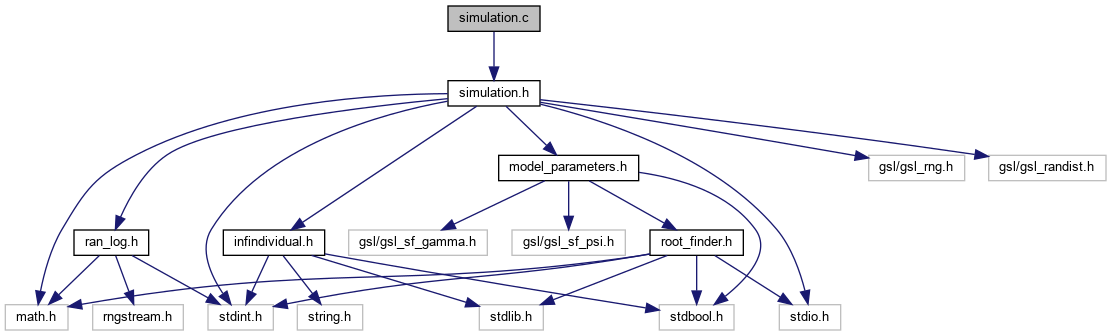 simulation.c
simulation.h
model_parameters.h
gsl/gsl_rng.h
gsl/gsl_randist.h
ran_log.h
infindividual.h
gsl/gsl_sf_gamma.h
gsl/gsl_sf_psi.h
root_finder.h
math.h
rngstream.h
stdint.h
string.h
stdlib.h
stdbool.h
stdio.h